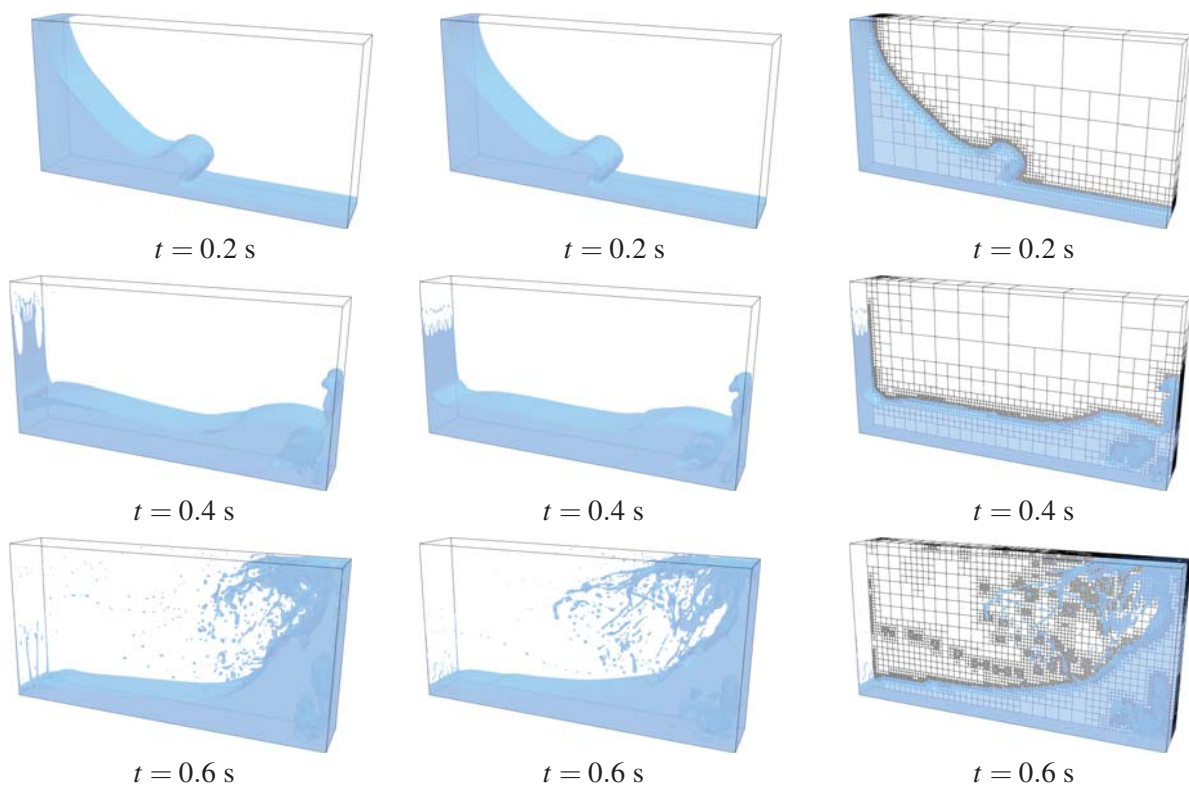 t = 0.2 s
t = 0.2 s
t = 0.2 s
t = 0.4 s
t = 0.4 s
t = 0.4 s
t = 0.6 s
t = 0.6 s
t = 0.6 s